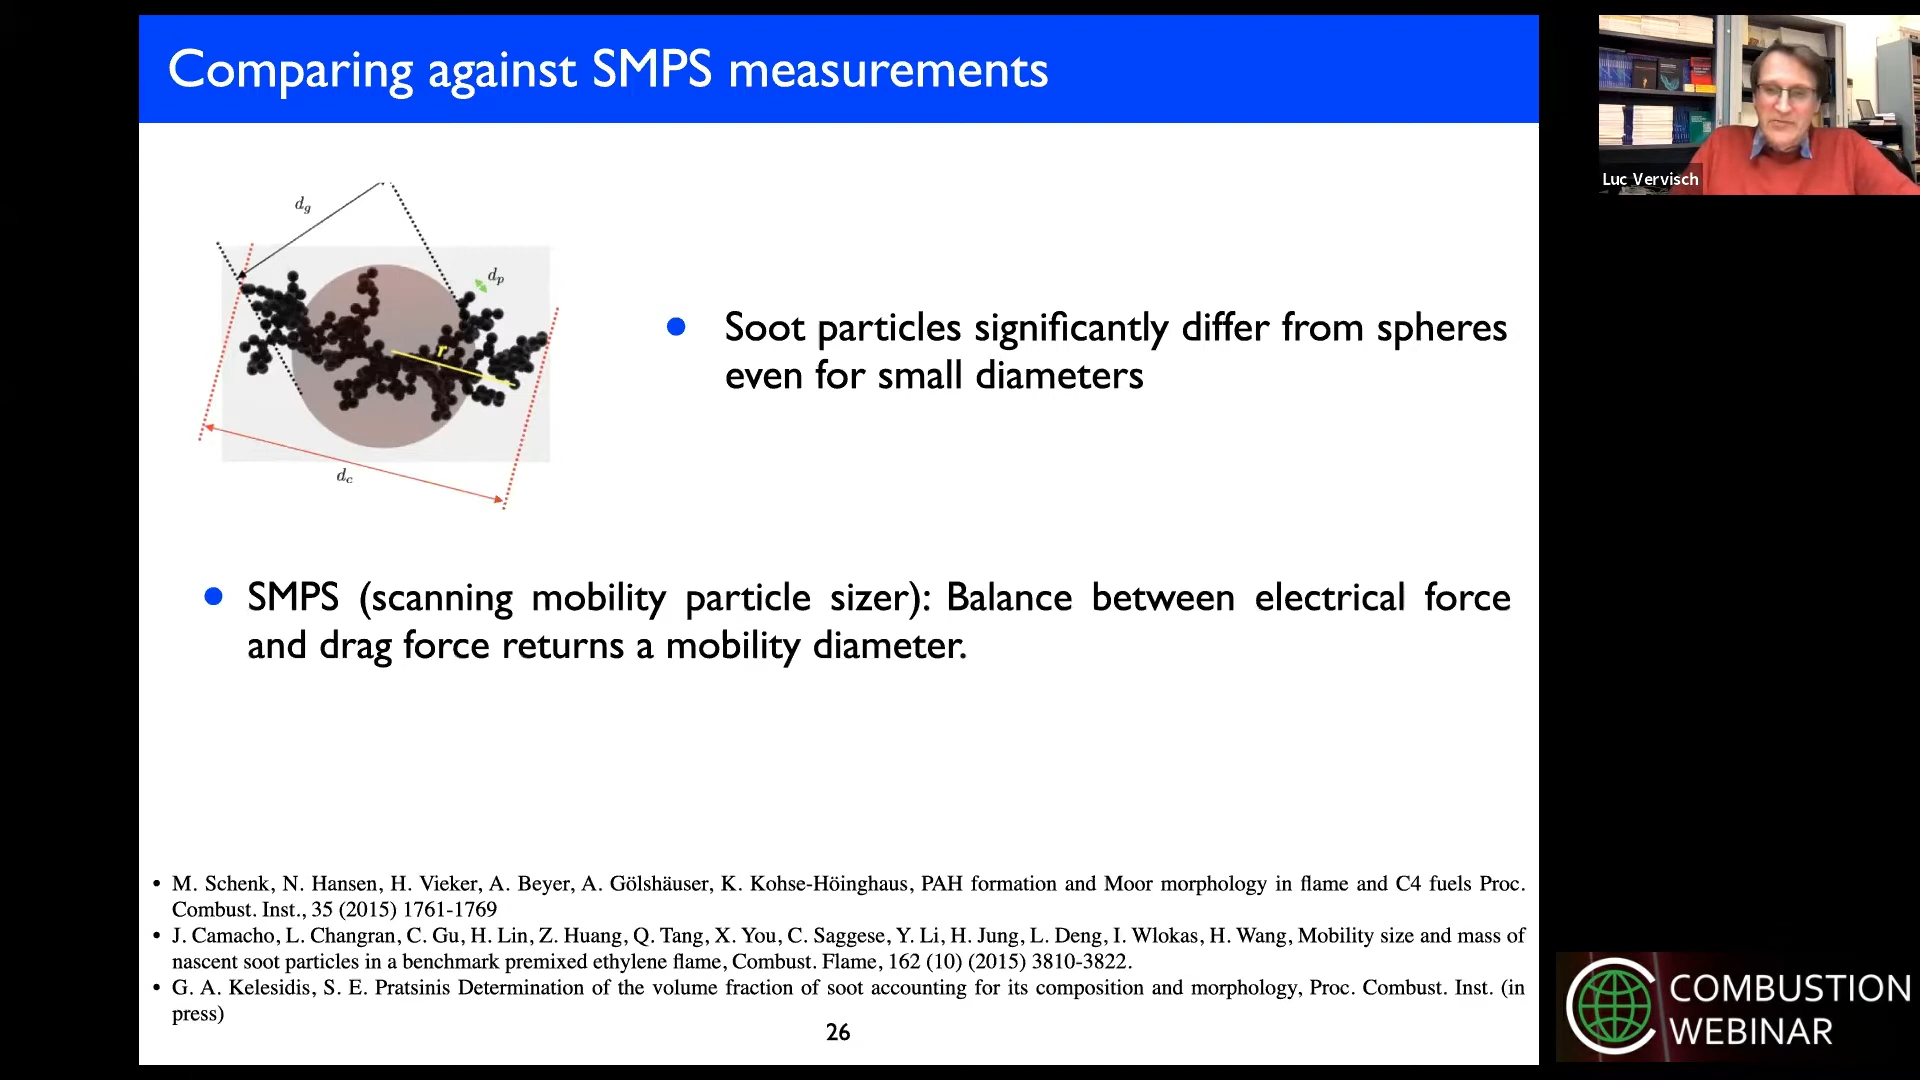 Comparing against SMPS measurements
Luc Vervisch
d_g
d_p
r
d_c
Soot particles significantly differ from spheres
even for small diameters
SMPS (scanning mobility particle sizer): Balance between electrical force
and drag force returns a mobility diameter.
• M. Schenk, N. Hansen, H. Vieker, A. Beyer, A. Gölshäuser, K. Kohse-Höinghaus, PAH formation and Moor morphology in flame and C4 fuels Proc.
Combust. Inst., 35 (2015) 1761-1769
• J. Camacho, L. Changran, C. Gu, H. Lin, Z. Huang, Q. Tang, X. You, C. Saggese, Y. Li, H. Jung, L. Deng, I. Wlokas, H. Wang, Mobility size and mass of
nascent soot particles in a benchmark premixed ethylene flame, Combust. Flame, 162 (10) (2015) 3810-3822.
• G. A. Kelesidis, S. E. Pratsinis Determination of the volume fraction of soot accounting for its composition and morphology, Proc. Combust. Inst. (in
press)
26
COMBUSTION
WEBINAR